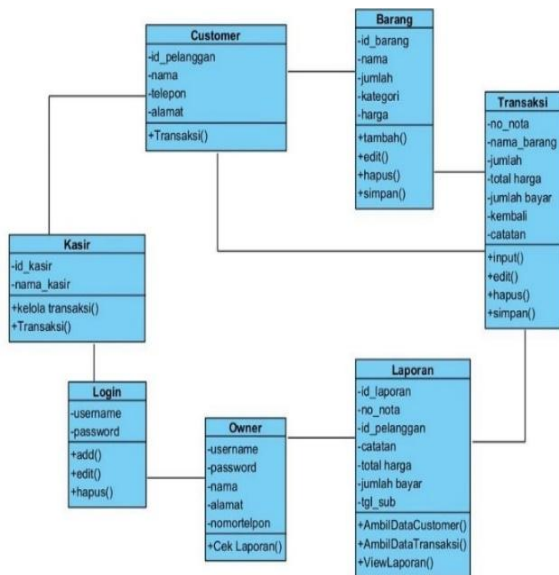 Customer
-id_pelanggan
-nama
-telepon
-alamat
+Transaksi()
Barang
-id_barang
-nama
-jumlah
-kategori
-harga
+tambah()
+edit()
+hapus()
+simpan()
Transaksi
-no_nota
-nama_barang
-jumlah
-total harga
-jumlah bayar
-kembali
-catatan
+input()
+edit()
+hapus()
+simpan()
Kasir
-id_kasir
-nama_kasir
+kelola transaksi()
+Transaksi()
Login
-username
-password
+add()
+edit()
+hapus()
Owner
-username
-password
-nama
-alamat
-nomortelpon
+Cek Laporan()
Laporan
-id_laporan
-no_nota
-id_pelanggan
-catatan
-total harga
-jumlah bayar
-tgl_sub
+AmbilDataCustomer()
+AmbilDataTransaksi()
+ViewLaporan()